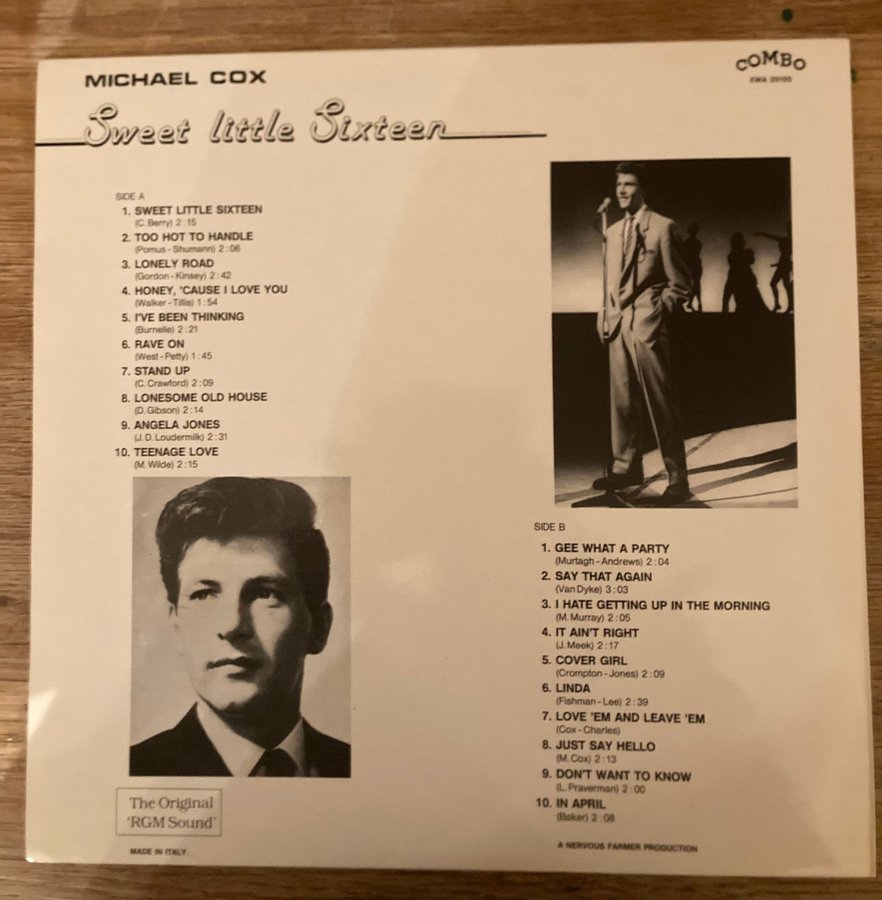 MICHAEL COX
COMBO
XWA 20100
Sweet little Sixteen
SIDE A
1. SWEET LITTLE SIXTEEN
(C. Berry) 2:15
2. TOO HOT TO HANDLE
(Pomus-Shumann) 2:06
3. LONELY ROAD
(Gordon-Kinsey) 2:42
4. HONEY, 'CAUSE I LOVE YOU
(Walker-Tillis) 1:54
5. I'VE BEEN THINKING
(Burnelle) 2:21
6. RAVE ON
(West-Petty) 1:45
7. STAND UP
(C. Crawford) 2:09
8. LONESOME OLD HOUSE
(D. Gibson) 2:14
9. ANGELA JONES
(J.D. Loudermilk) 2:31
10. TEENAGE LOVE
(M. Wilde) 2:15
The Original
'RGM Sound'
MADE IN ITALY
SIDE B
1. GEE WHAT A PARTY
(Murtagh-Andrews) 2:04
2. SAY THAT AGAIN
(Van Dyke) 3:03
3. I HATE GETTING UP IN THE MORNING
(M. Murray) 2:05
4. IT AIN'T RIGHT
(J. Meek) 2:17
5. COVER GIRL
(Crompton-Jones) 2:09
6. LINDA
(Fishman-Lee) 2:39
7. LOVE 'EM AND LEAVE 'EM
(Cox-Charles)
8. JUST SAY HELLO
(M. Cox) 2:13
9. DON'T WANT TO KNOW
(L. Praverman) 2:00
10. IN APRIL
(Baker) 2:08
A NERVOUS FARMER PRODUCTION